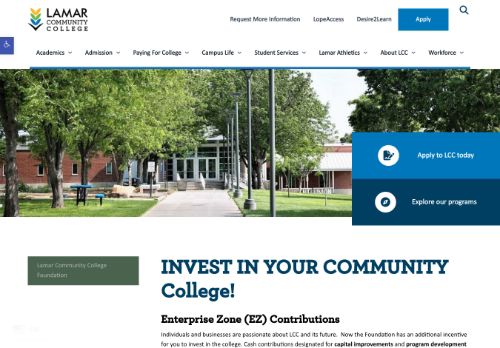 LAMAR
COMMUNITY
COLLEGE
Request More Information LopeAccess Desire2Learn Apply
Academics Admission Paying For College Campus Life Student Services Lamar Athletics About LCC Workforce
Apply to LCC today
Explore our programs
Lamar Community College
Foundation
INVEST IN YOUR COMMUNITY
College!
Enterprise Zone (EZ) Contributions
Individuals and businesses are passionate about LCC and its future. Now the Foundation has an additional incentive
for you to invest in the college. Cash contributions designated for capital improvements and program development